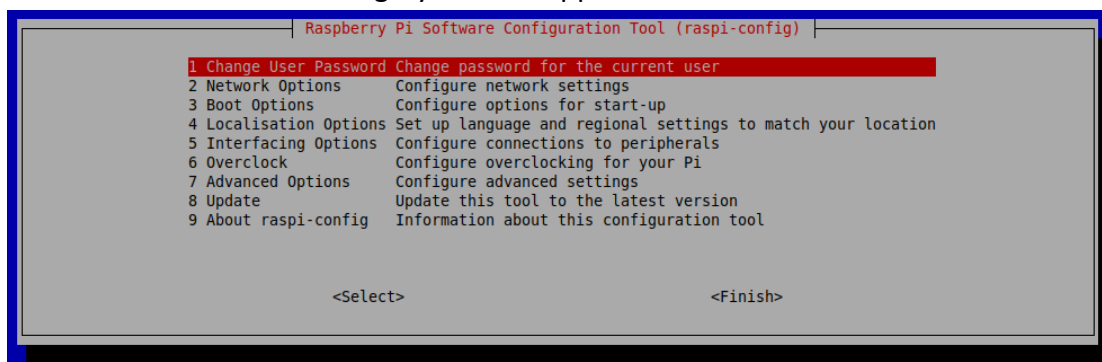 Raspberry Pi Software Configuration Tool (raspi-config)
1 Change User Password Change password for the current user
2 Network Options Configure network settings
3 Boot Options Configure options for start-up
4 Localisation Options Set up language and regional settings to match your location
5 Interfacing Options Configure connections to peripherals
6 Overclock Configure overclocking for your Pi
7 Advanced Options Configure advanced settings
8 Update Update this tool to the latest version
9 About raspi-config Information about this configuration tool
<Select> <Finish>